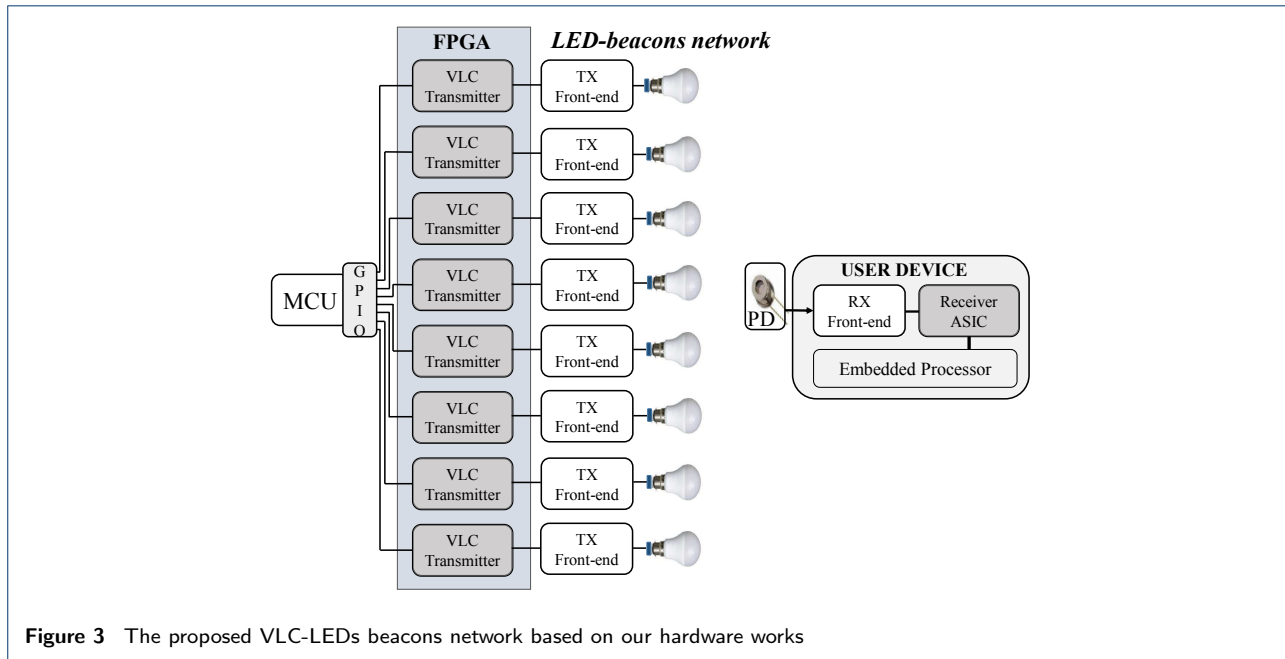 FPGA
LED-beacons network
VLC
Transmitter
TX
Front-end
VLC
Transmitter
TX
Front-end
VLC
Transmitter
TX
Front-end
VLC
Transmitter
TX
Front-end
VLC
Transmitter
TX
Front-end
VLC
Transmitter
TX
Front-end
VLC
Transmitter
TX
Front-end
VLC
Transmitter
TX
Front-end
MCU
G
P
I
O
PD
USER DEVICE
RX
Front-end
Receiver
ASIC
Embedded Processor
Figure 3 The proposed VLC-LEDs beacons network based on our hardware works